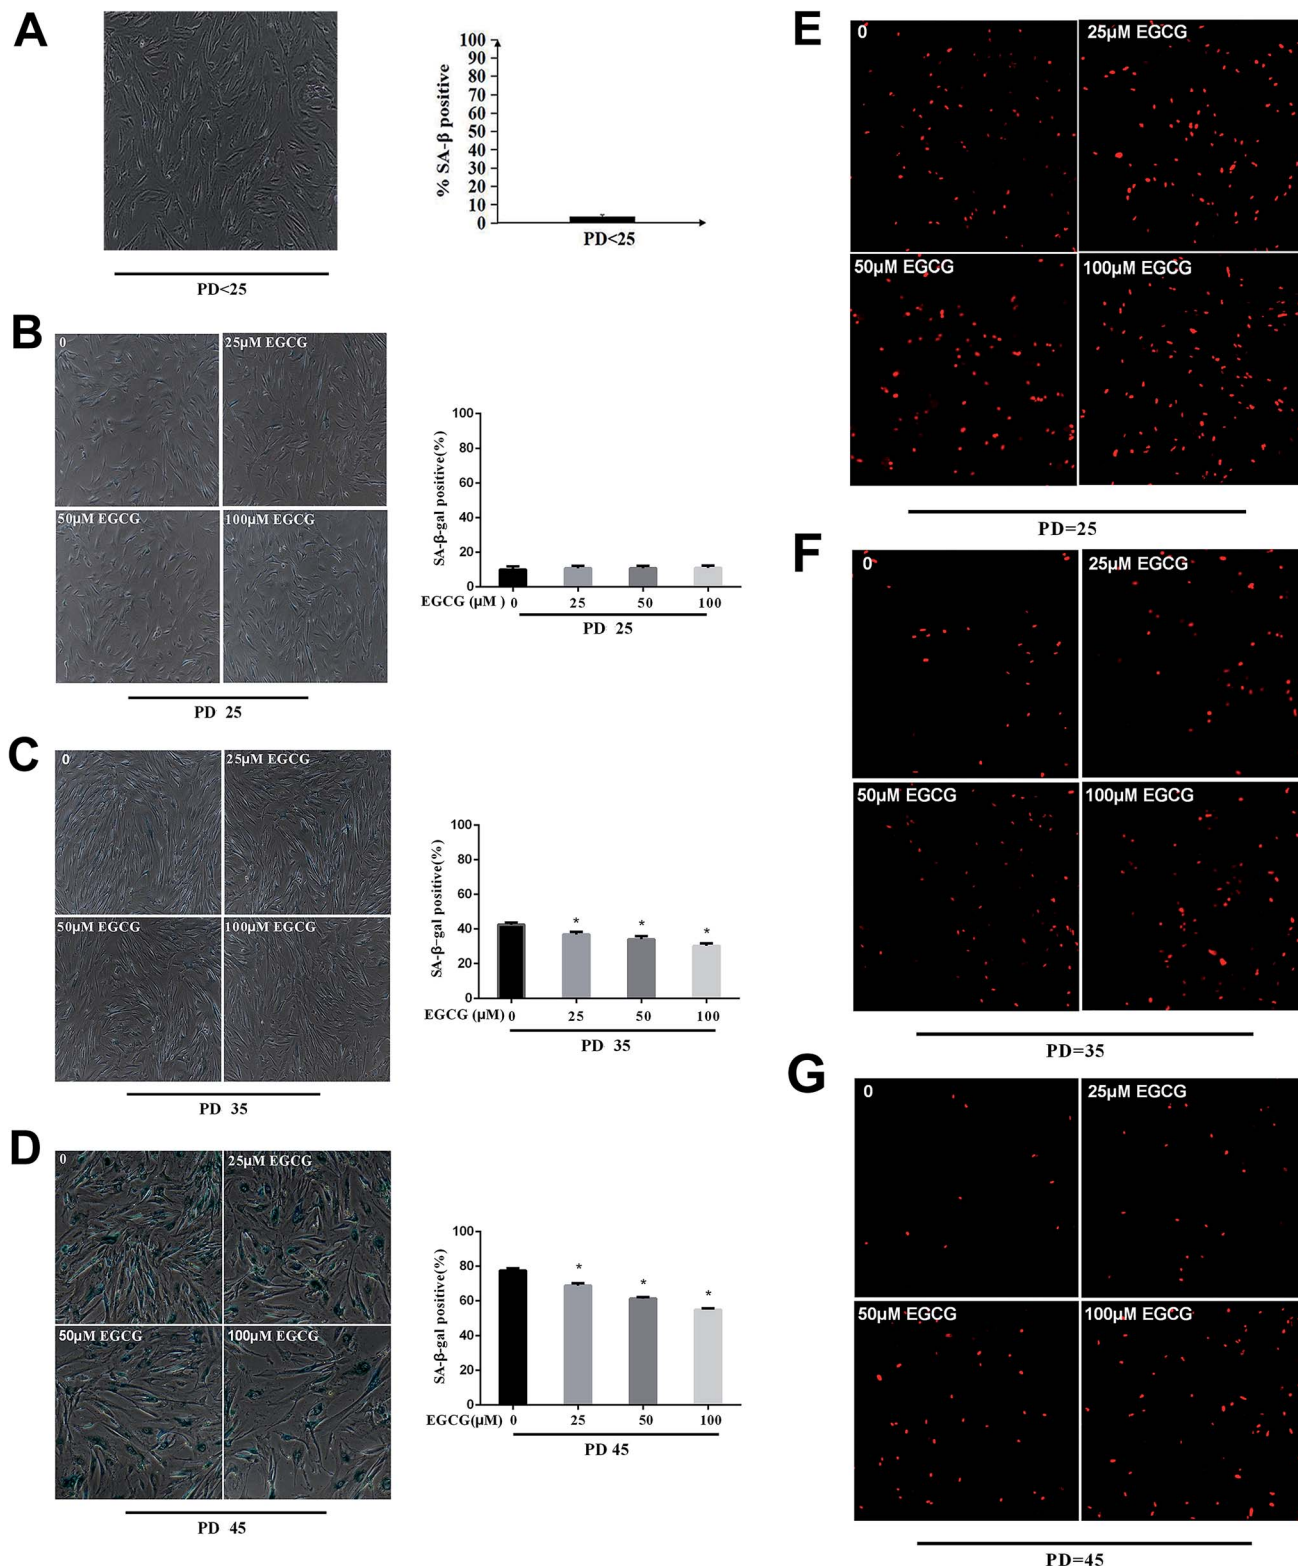 A
PD<25
% SA-β positive
100
90
80
70
60
50
40
30
20
10
0
PD<25
B
0
25μM EGCG
50μM EGCG
100μM EGCG
PD 25
SA-β-gal positive(%)
100
80
60
40
20
0
EGCG (μM ) 0 25 50 100
PD 25
C
0
25μM EGCG
50μM EGCG
100μM EGCG
PD 35
SA-β-gal positive(%)
100
80
60
40
20
0
* * *
EGCG (μM) 0 25 50 100
PD 35
D
0
25μM EGCG
50μM EGCG
100μM EGCG
PD 45
SA-β-gal positive(%)
100
80
60
40
20
0
* * *
EGCG(μM) 0 25 50 100
PD 45
E
0
25μM EGCG
50μM EGCG
100μM EGCG
PD=25
F
0
25μM EGCG
50μM EGCG
100μM EGCG
PD=35
G
0
25μM EGCG
50μM EGCG
100μM EGCG
PD=45